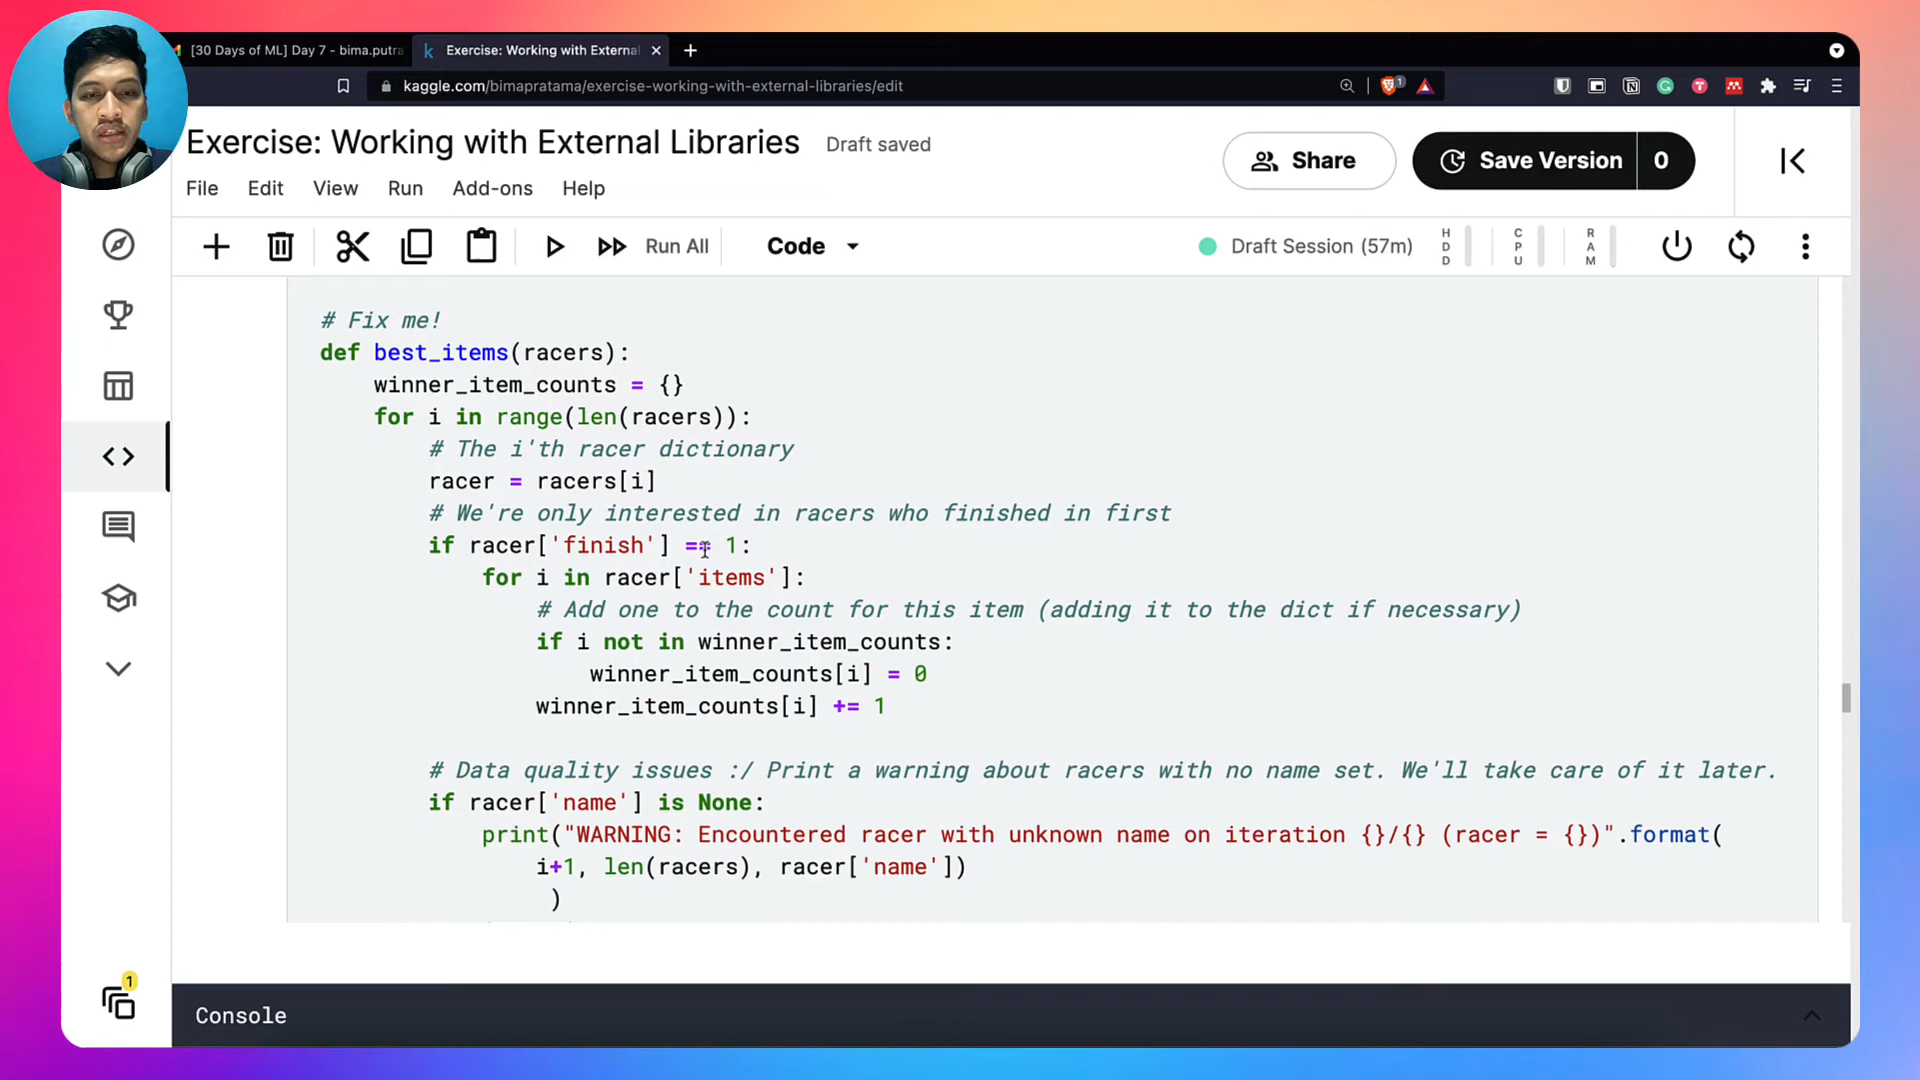 [30 Days of ML] Day 7 - bima.putra
Exercise: Working with External
kaggle.com/bimapratama/exercise-working-with-external-libraries/edit
1
Exercise: Working with External Libraries
Draft saved
Share
Save Version
0
File
Edit
View
Run
Add-ons
Help
Run All
Code
Draft Session (57m)
HDD
CPU
RAM
# Fix me!
def best_items(racers):
winner_item_counts = {}
for i in range(len(racers)):
# The i'th racer dictionary
racer = racers[i]
# We're only interested in racers who finished in first
if racer['finish'] == 1:
for i in racer['items']:
# Add one to the count for this item (adding it to the dict if necessary)
if i not in winner_item_counts:
winner_item_counts[i] = 0
winner_item_counts[i] += 1
# Data quality issues :/ Print a warning about racers with no name set. We'll take care of it later.
if racer['name'] is None:
print("WARNING: Encountered racer with unknown name on iteration {}/{} (racer = {})".format(
i+1, len(racers), racer['name'])
)
1
Console